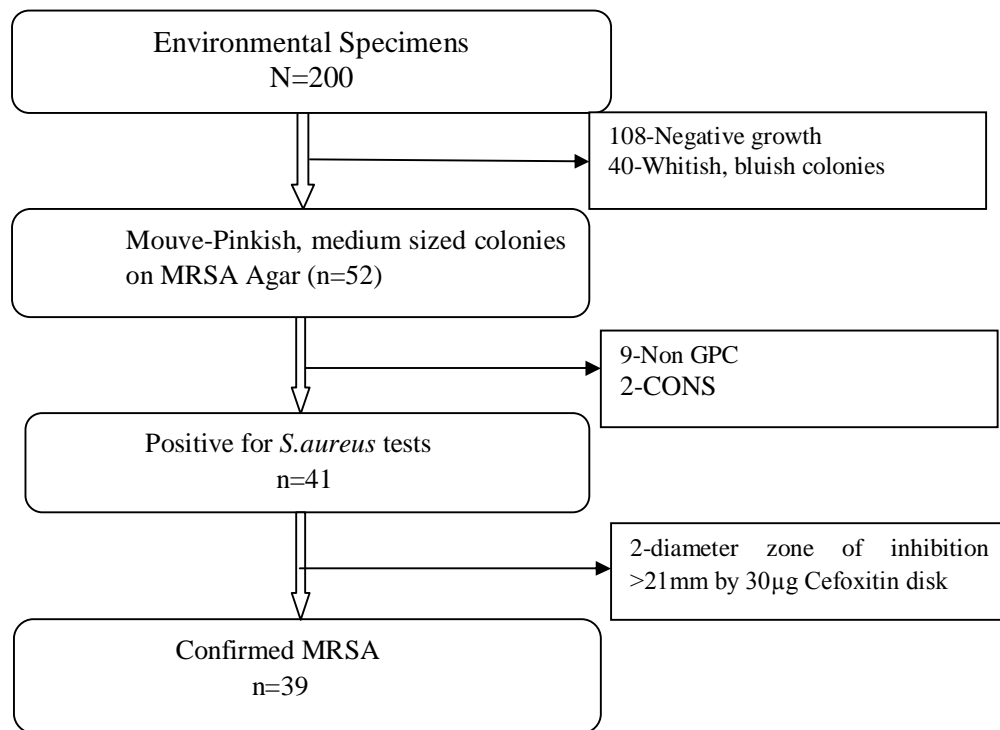 Environmental Specimens
N=200
108-Negative growth
40-Whitish, bluish colonies
Mouve-Pinkish, medium sized colonies
on MRSA Agar (n=52)
9-Non GPC
2-CONS
Positive for S.aureus tests
n=41
2-diameter zone of inhibition
>21mm by 30µg Cefoxitin disk
Confirmed MRSA
n=39